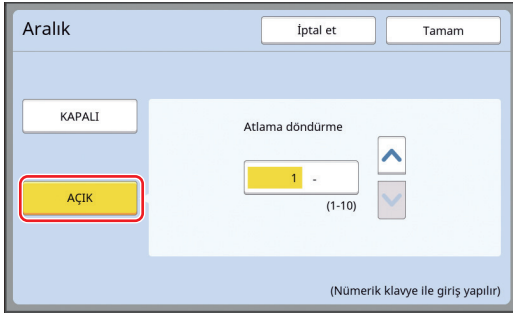 Aralık
İptal et
Tamam
KAPALI
Atlama döndürme
1 -
AÇIK
(1-10)
(Nümerik klavye ile giriş yapılır)